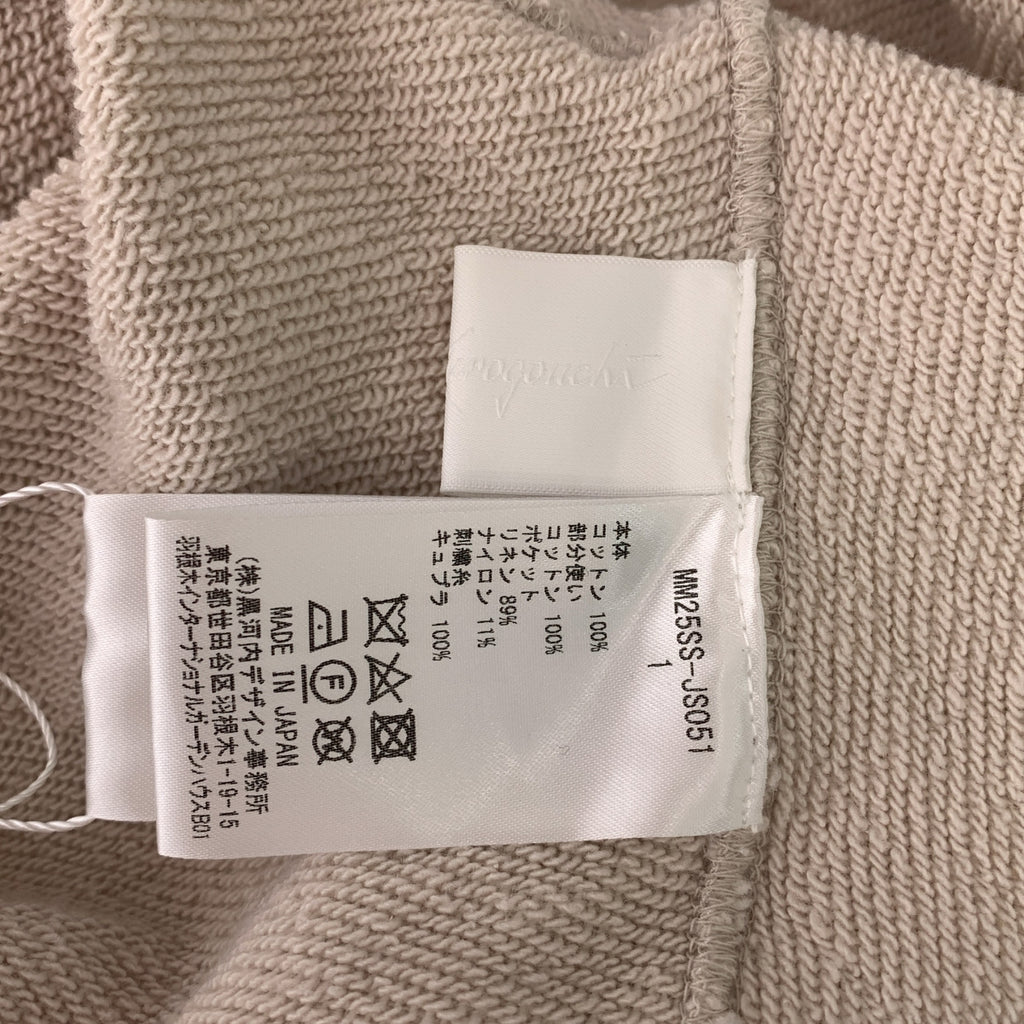 MM25SS-JS051
1
本体
コットン 100%
部分使い
コットン 100%
ポケット
リネン 89%
ナイロン 11%
刺繍糸
キュプラ 100%
MADE IN JAPAN
(株)黒河内デザイン事務所
東京都世田谷区羽根木1-19-15
羽根木インターナショナルガーデンハウスB01